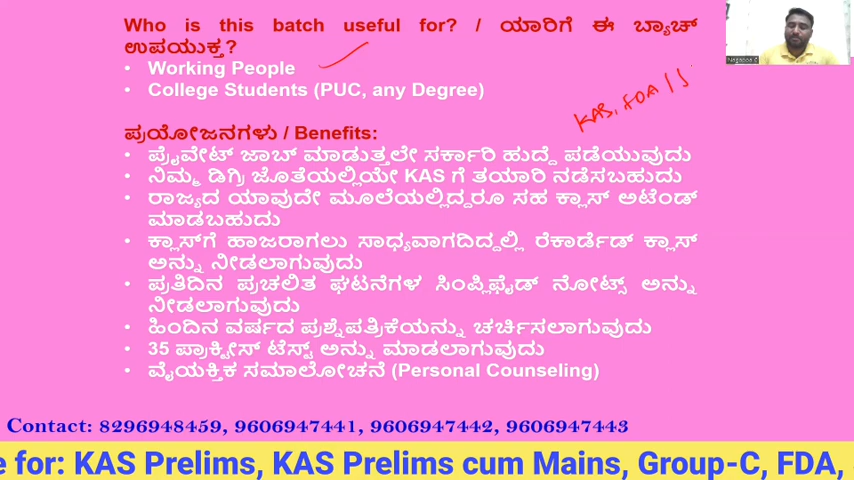 Who is this batch useful for? / ಯಾರಿಗೆ ಈ ಬ್ಯಾಚ್
ಉಪಯುಕ್ತ?
• Working People
• College Students (PUC, any Degree)
KAS, FDA /
ಪ್ರಯೋಜನಗಳು / Benefits:
• ಪ್ರೈವೇಟ್ ಜಾಬ್ ಮಾಡುತ್ತಲೇ ಸರ್ಕಾರಿ ಹುದ್ದೆ ಪಡೆಯುವುದು
• ನಿಮ್ಮ ಡಿಗ್ರಿ ಜೊತೆಯಲ್ಲಿಯೇ KAS ಗೆ ತಯಾರಿ ನಡೆಸಬಹುದು
• ರಾಜ್ಯದ ಯಾವುದೇ ಮೂಲೆಯಲ್ಲಿದ್ದರೂ ಸಹ ಕ್ಲಾಸ್ ಅಟೆಂಡ್
ಮಾಡಬಹುದು
• ಕ್ಲಾಸ್‌ಗೆ ಹಾಜರಾಗಲು ಸಾಧ್ಯವಾಗದಿದ್ದಲ್ಲಿ ರೆಕಾರ್ಡೆಡ್ ಕ್ಲಾಸ್
ಅನ್ನು ನೀಡಲಾಗುವುದು
• ಪ್ರತಿದಿನ ಪ್ರಚಲಿತ ಘಟನೆಗಳ ಸಿಂಪ್ಲಿಫೈಡ್ ನೋಟ್ಸ್ ಅನ್ನು
ನೀಡಲಾಗುವುದು
• ಹಿಂದಿನ ವರ್ಷದ ಪ್ರಶ್ನೆಪತ್ರಿಕೆಯನ್ನು ಚರ್ಚಿಸಲಾಗುವುದು
• 35 ಪ್ರಾಕ್ಟೀಸ್ ಟೆಸ್ಟ್ ಅನ್ನು ಮಾಡಲಾಗುವುದು
• ವೈಯಕ್ತಿಕ ಸಮಾಲೋಚನೆ (Personal Counseling)
Contact: 8296948459, 9606947441, 9606947442, 9606947443
e for: KAS Prelims, KAS Prelims cum Mains, Group-C, FDA,